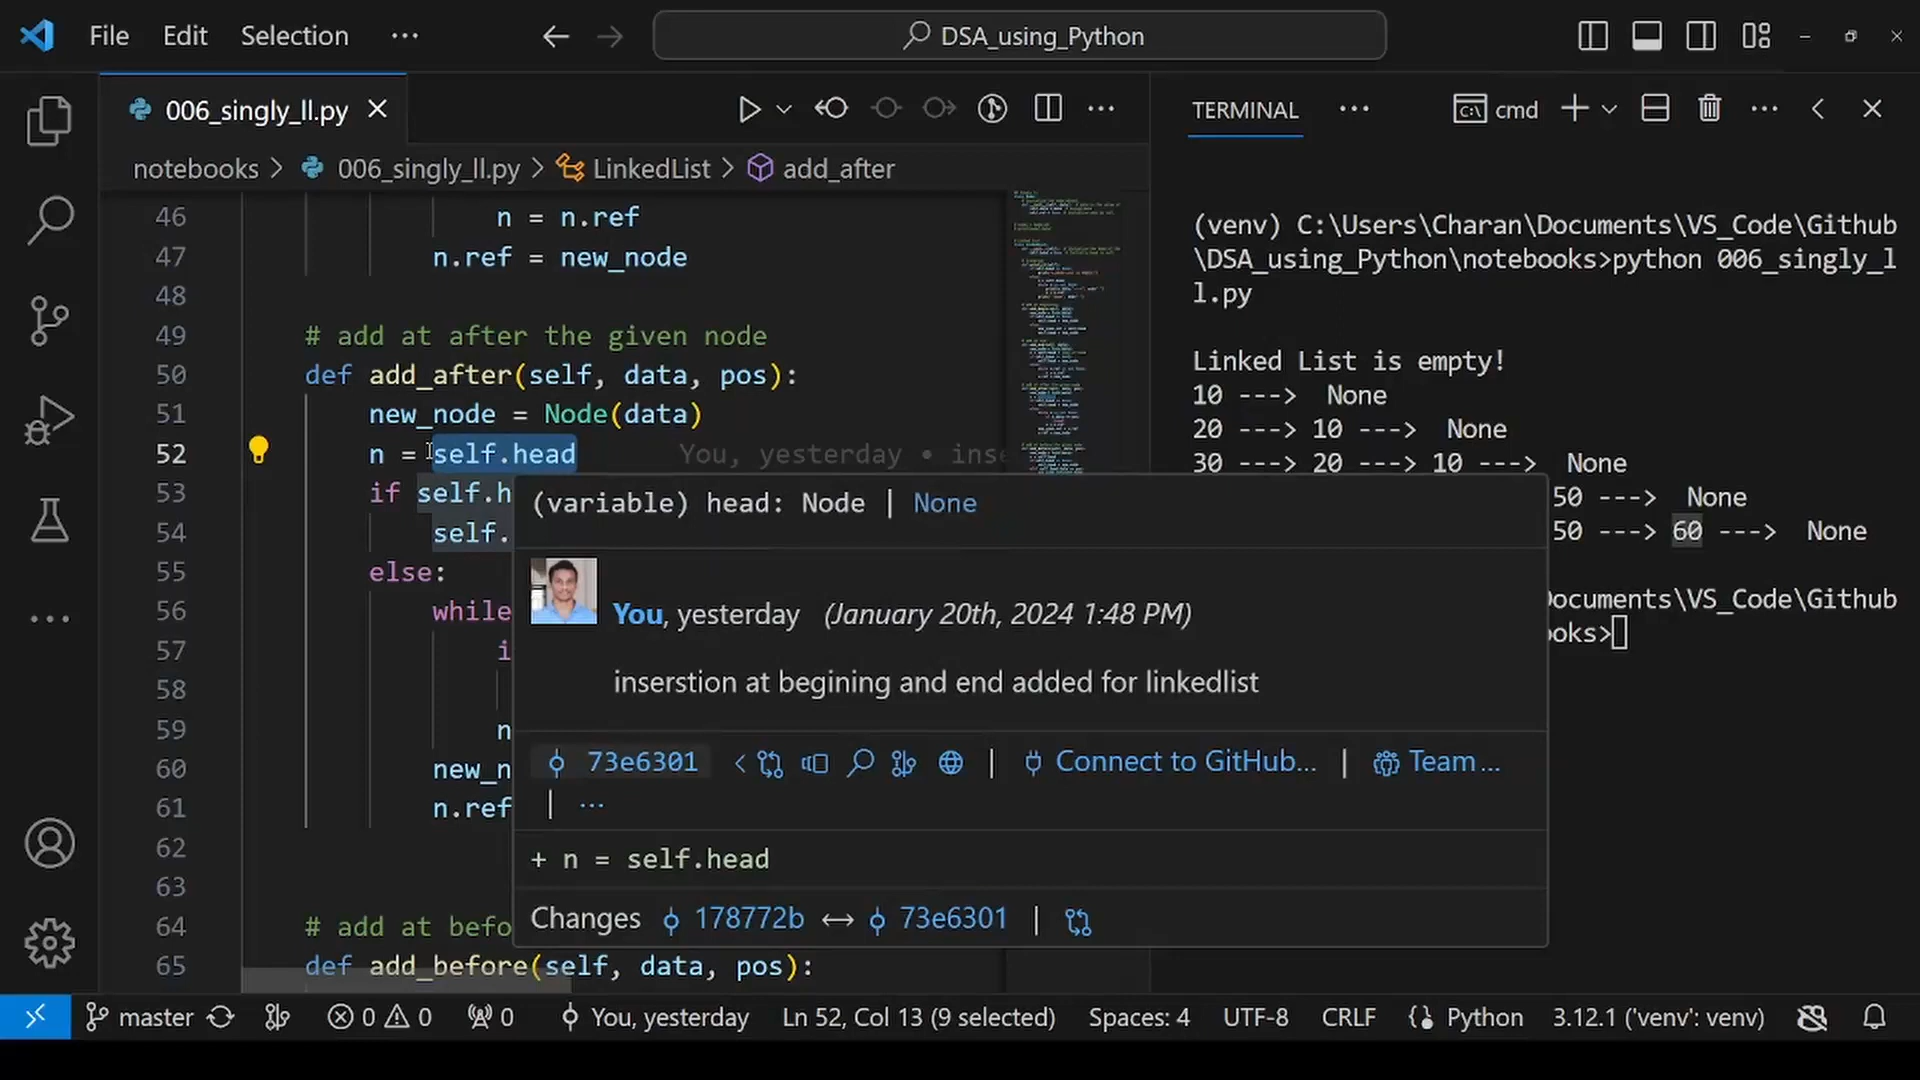 File Edit Selection ··· DSA_using_Python
006_singly_ll.py
notebooks > 006_singly_ll.py > LinkedList > add_after
46 n = n.ref
47 n.ref = new_node
48
49 # add at after the given node
50 def add_after(self, data, pos):
51 new_node = Node(data)
52 n = self.head You, yesterday • inse
53 if self.h
54 self.
55 else:
56 while
57 i
58
59 n
60 new_n
61 n.ref
62
63
64 # add at befo
65 def add_before(self, data, pos):
(variable) head: Node | None
You, yesterday (January 20th, 2024 1:48 PM)
inserstion at begining and end added for linkedlist
73e6301 | Connect to GitHub... | Team...
| ···
+ n = self.head
Changes 178772b ↔ 73e6301 |
TERMINAL ··· cmd
(venv) C:\Users\Charan\Documents\VS_Code\Github
\DSA_using_Python\notebooks>python 006_singly_l
l.py
Linked List is empty!
10 ---> None
20 ---> 10 ---> None
30 ---> 20 ---> 10 ---> None
50 ---> None
50 ---> 60 ---> None
ocuments\VS_Code\Github
oks>
master 0 0 0 You, yesterday Ln 52, Col 13 (9 selected) Spaces: 4 UTF-8 CRLF Python 3.12.1 ('venv': venv)